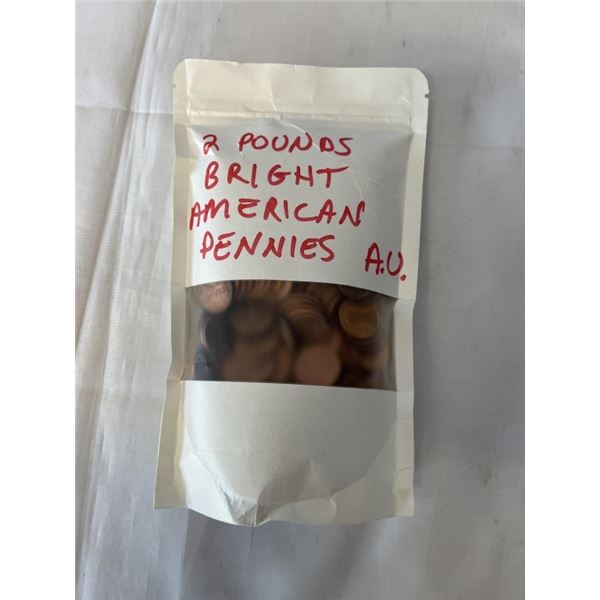 2 POUNDS
BRIGHT
AMERICAN
PENNIES A.U.